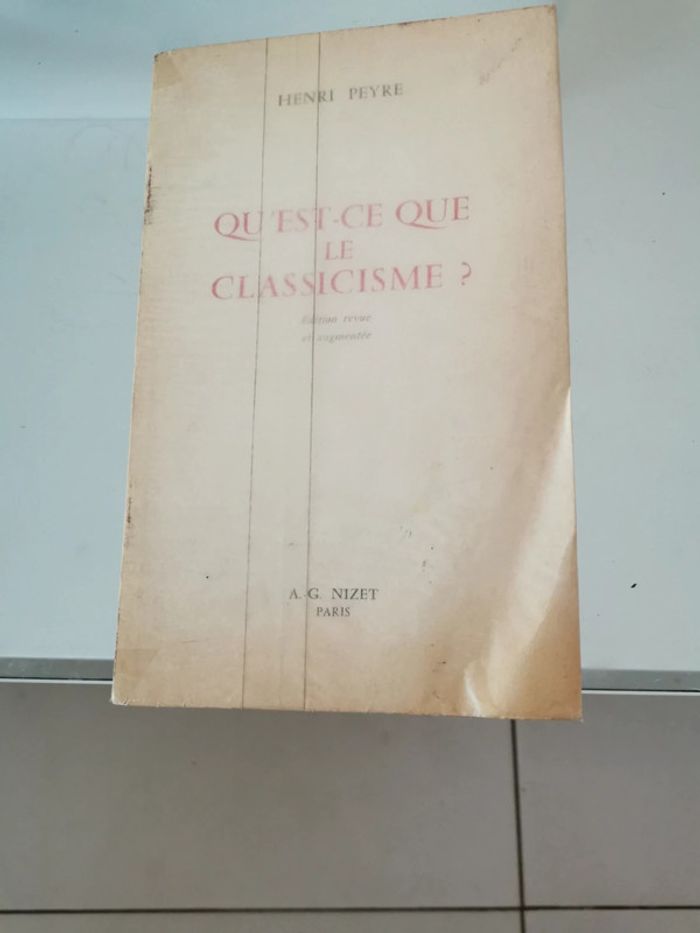 HENRI PEYRE
QU'EST-CE QUE
LE
CLASSICISME ?
Édition revue
et augmentée
A.-G. NIZET
PARIS